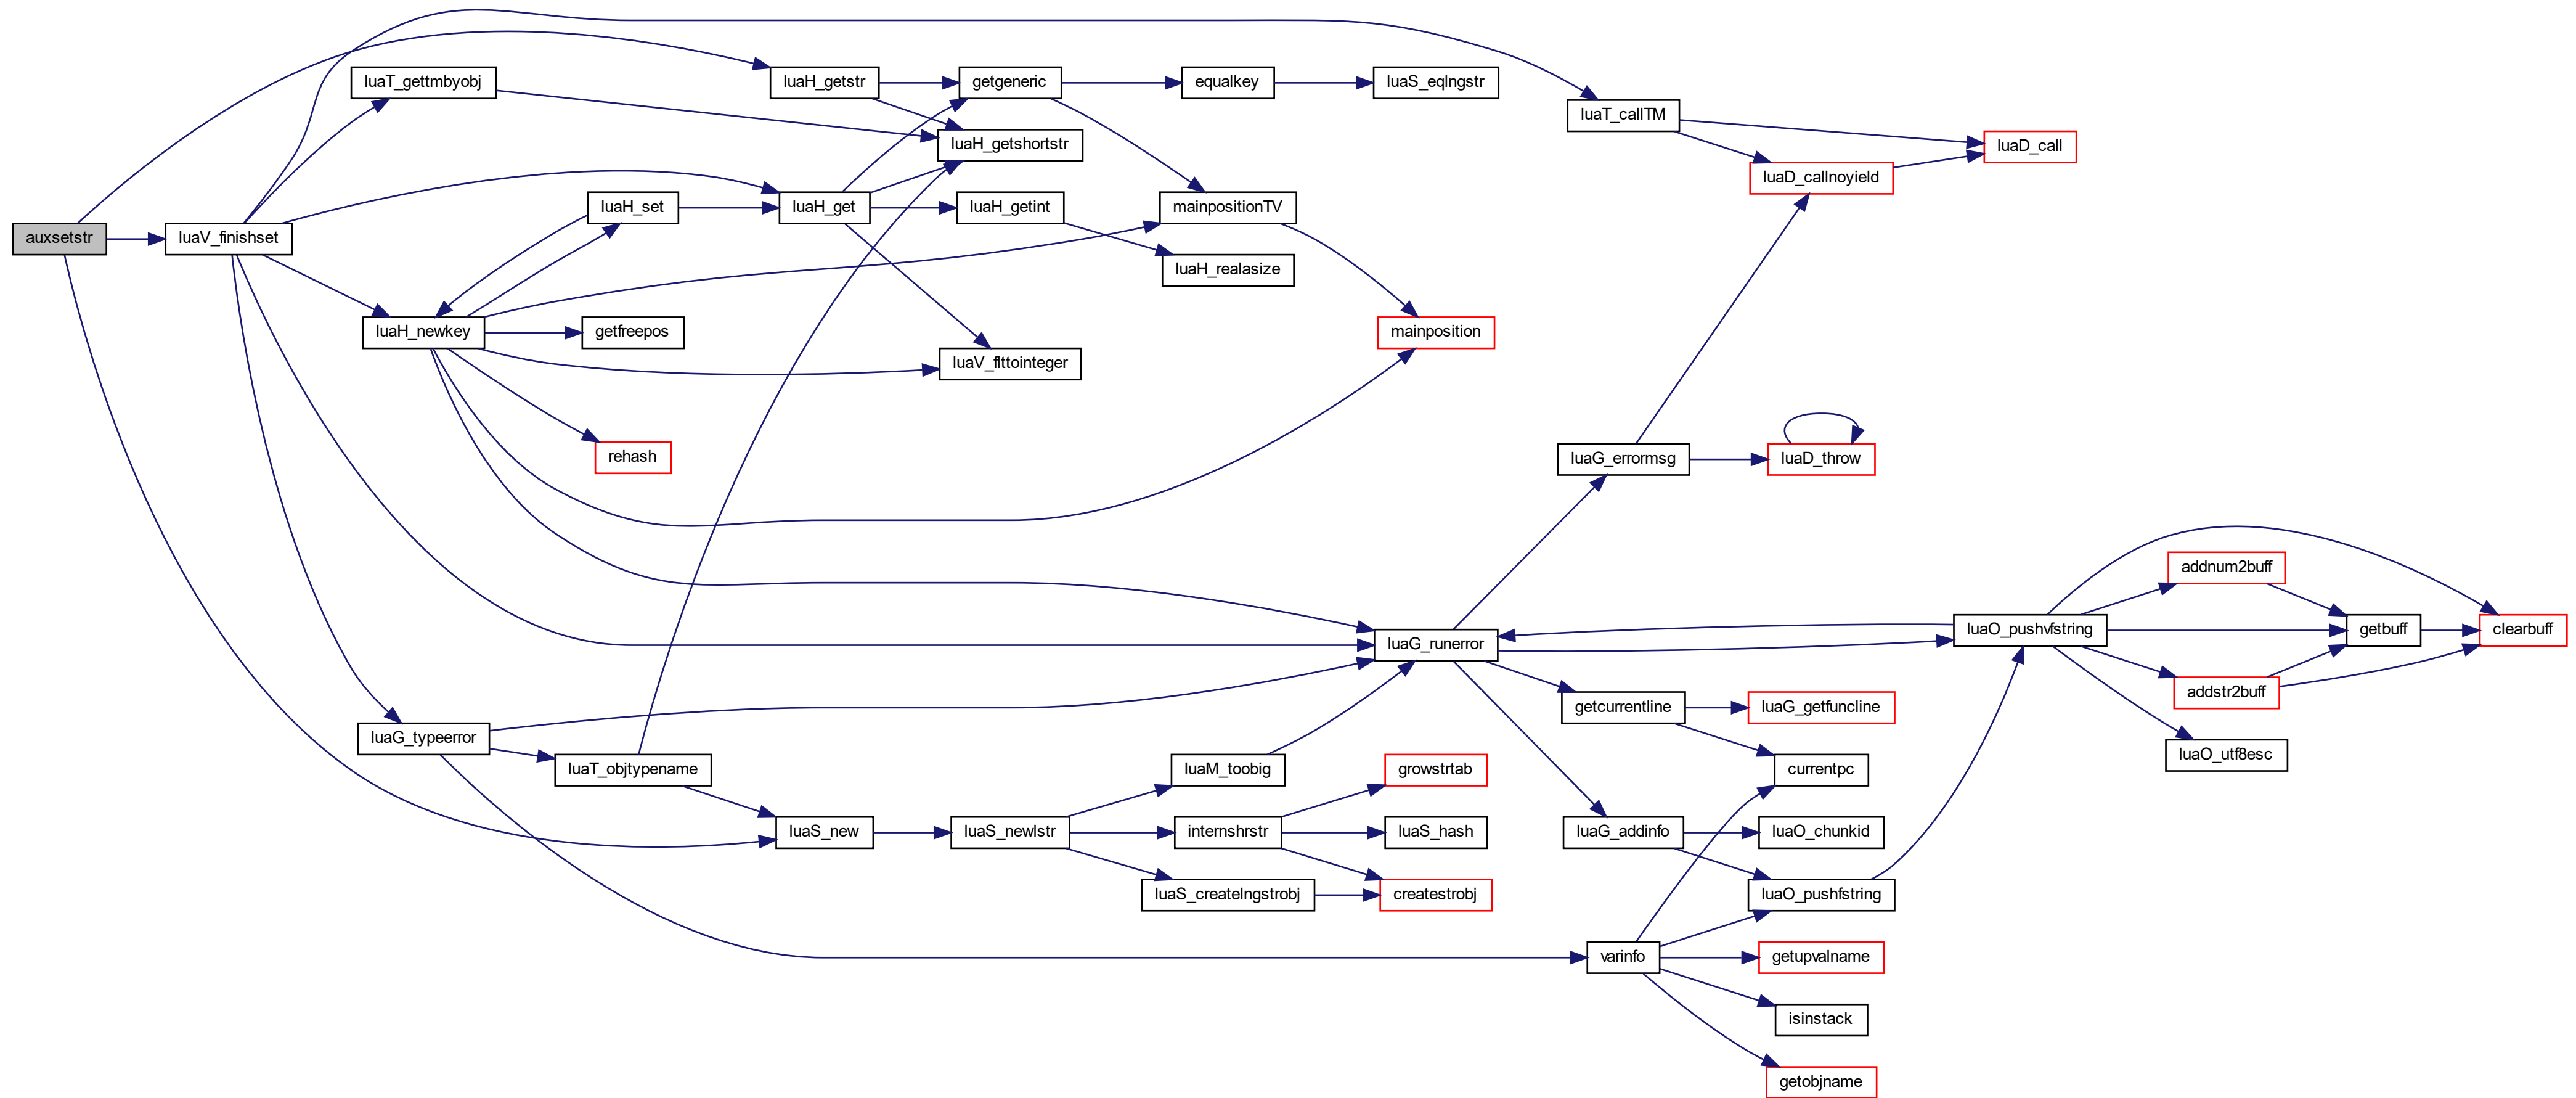 auxsetstr
luaV_finishset
luaT_gettmbyobj
luaH_getstr
getgeneric
equalkey
luaS_eqlngstr
luaH_getshortstr
luaT_callTM
luaD_call
luaD_callnoyield
luaH_set
luaH_get
luaH_getint
mainpositionTV
luaH_realasize
luaH_newkey
getfreepos
luaV_flttointeger
mainposition
rehash
luaG_errormsg
luaD_throw
luaG_runerror
luaO_pushvfstring
addnum2buff
getbuff
clearbuff
addstr2buff
luaO_utf8esc
getcurrentline
luaG_getfuncline
currentpc
luaG_typeerror
luaT_objtypename
luaM_toobig
growstrtab
luaS_new
luaS_newlstr
internshrstr
luaS_hash
luaG_addinfo
luaO_chunkid
luaS_createlngstrobj
createstrobj
luaO_pushfstring
varinfo
getupvalname
isinstack
getobjname